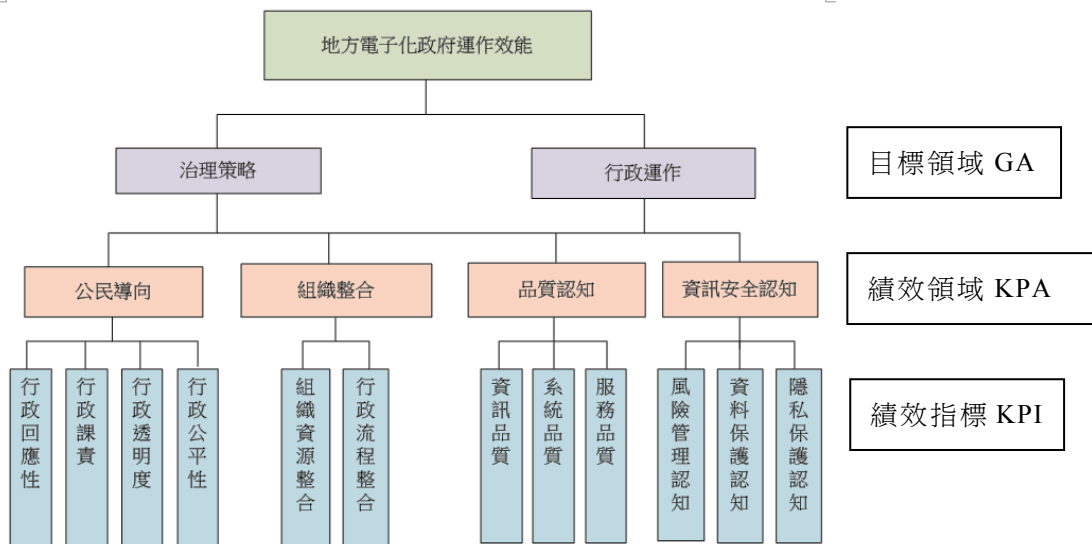 地方電子化政府運作效能
治理策略
行政運作
目標領域 GA
公民導向
組織整合
品質認知
資訊安全認知
績效領域 KPA
行政回應性
行政課責
行政透明度
行政公平性
組織資源整合
行政流程整合
資訊品質
系統品質
服務品質
風險管理認知
資料保護認知
隱私保護認知
績效指標 KPI